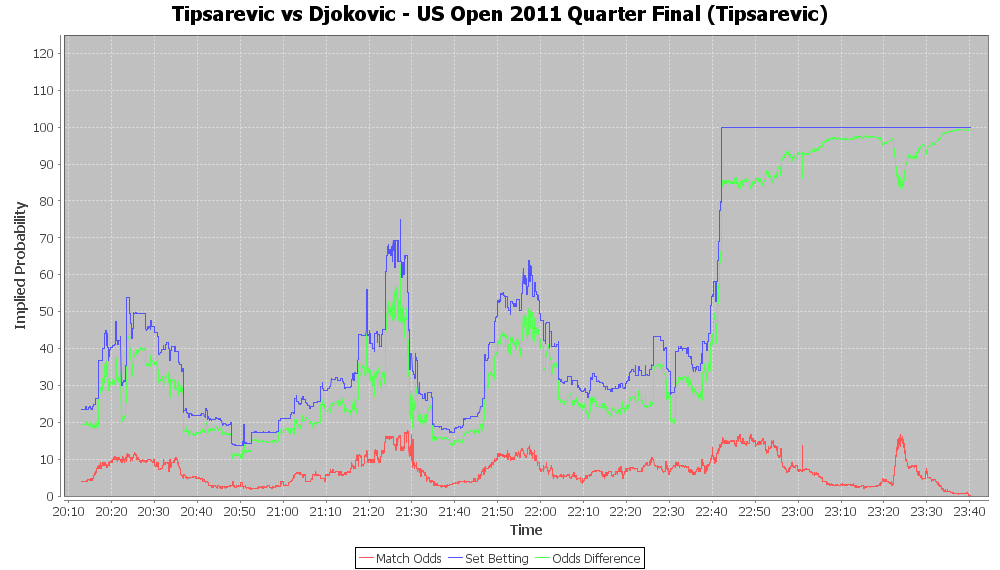 Tipsarevic vs Djokovic - US Open 2011 Quarter Final (Tipsarevic)
Implied Probability
120
110
100
90
80
70
60
50
40
30
20
10
0
20:10 20:20 20:30 20:40 20:50 21:00 21:10 21:20 21:30 21:40 21:50 22:00 22:10 22:20 22:30 22:40 22:50 23:00 23:10 23:20 23:30 23:40
Time
Match Odds Set Betting Odds Difference